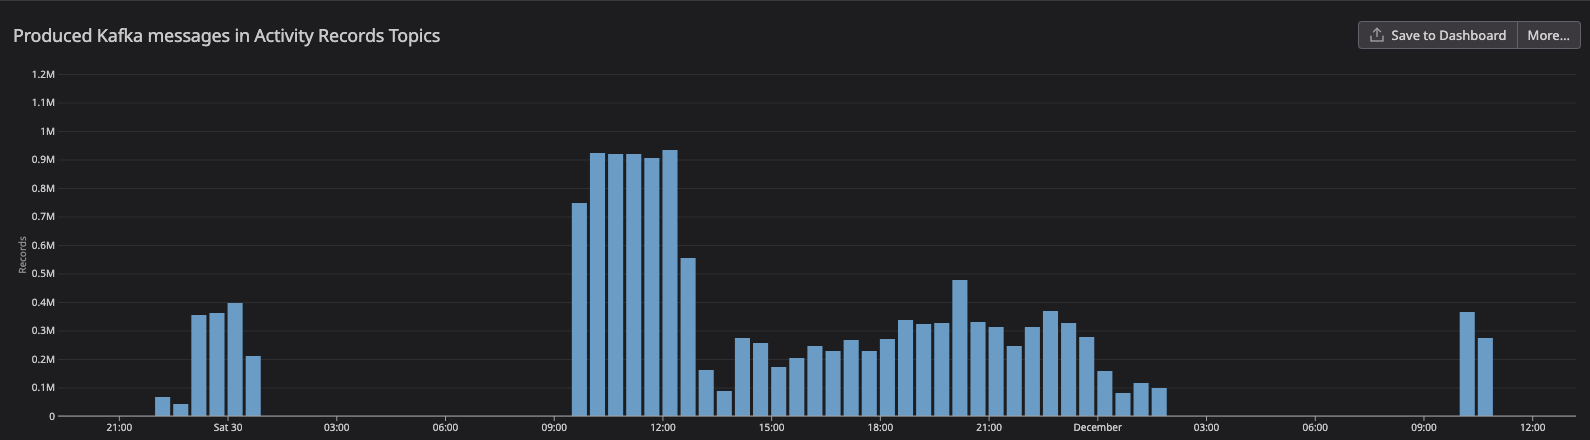 Produced Kafka messages in Activity Records Topics
Save to Dashboard
More...
1.2M
1.1M
1M
0.9M
0.8M
0.7M
0.6M
0.5M
0.4M
0.3M
0.2M
0.1M
0
Records
21:00
Sat 30
03:00
06:00
09:00
12:00
15:00
18:00
21:00
December
03:00
06:00
09:00
12:00